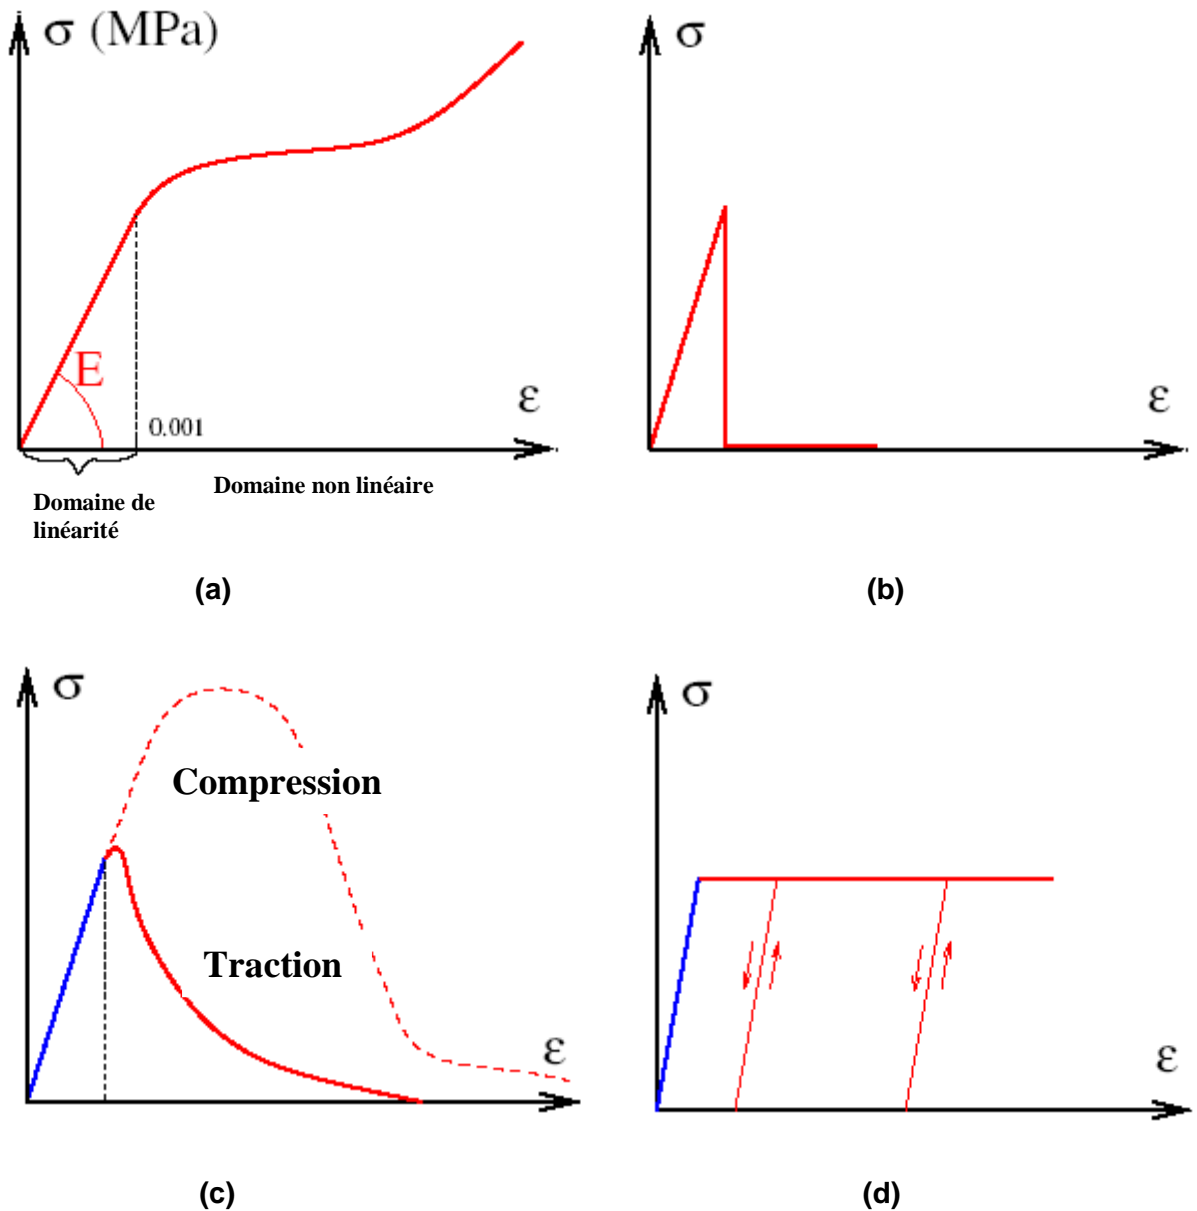 σ (MPa)
σ
E
ε
ε
0.001
Domaine de
linéarité
Domaine non linéaire
(a)
(b)
σ
σ
Compression
Traction
ε
ε
(c)
(d)